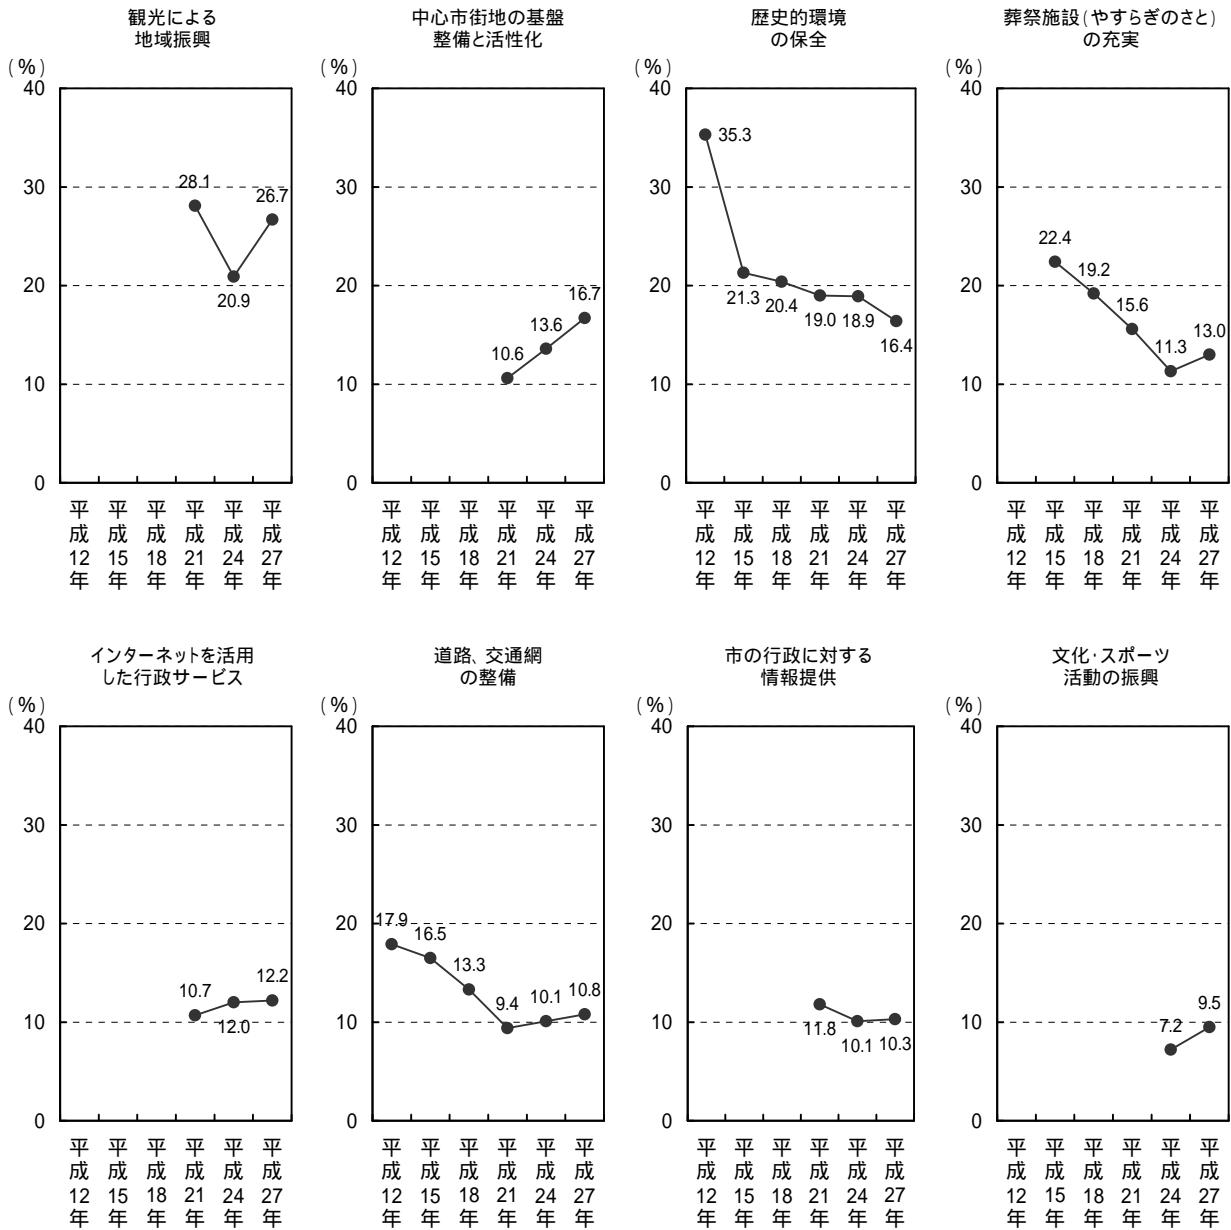 観光による
地域振興
(％)
40
30
20
10
0
28.1
20.9
26.7
平成12年
平成15年
平成18年
平成21年
平成24年
平成27年
中心市街地の基盤
整備と活性化
40
30
20
10
0
10.6
13.6
16.7
平成12年
平成15年
平成18年
平成21年
平成24年
平成27年
歴史的環境
の保全
(％)
40
30
20
10
0
35.3
21.3
20.4
19.0
18.9
16.4
平成12年
平成15年
平成18年
平成21年
平成24年
平成27年
葬祭施設(やすらぎのさと)
の充実
(％)
40
30
20
10
0
22.4
19.2
15.6
11.3
13.0
平成12年
平成15年
平成18年
平成21年
平成24年
平成27年
インターネットを活用
した行政サービス
(％)
40
30
20
10
0
10.7
12.0
12.2
平成12年
平成15年
平成18年
平成21年
平成24年
平成27年
道路、交通網
の整備
(％)
40
30
20
10
0
17.9
16.5
13.3
9.4
10.1
10.8
平成12年
平成15年
平成18年
平成21年
平成24年
平成27年
市の行政に対する
情報提供
(％)
40
30
20
10
0
11.8
10.1
10.3
平成12年
平成15年
平成18年
平成21年
平成24年
平成27年
文化・スポーツ
活動の振興
(％)
40
30
20
10
0
7.2
9.5
平成12年
平成15年
平成18年
平成21年
平成24年
平成27年